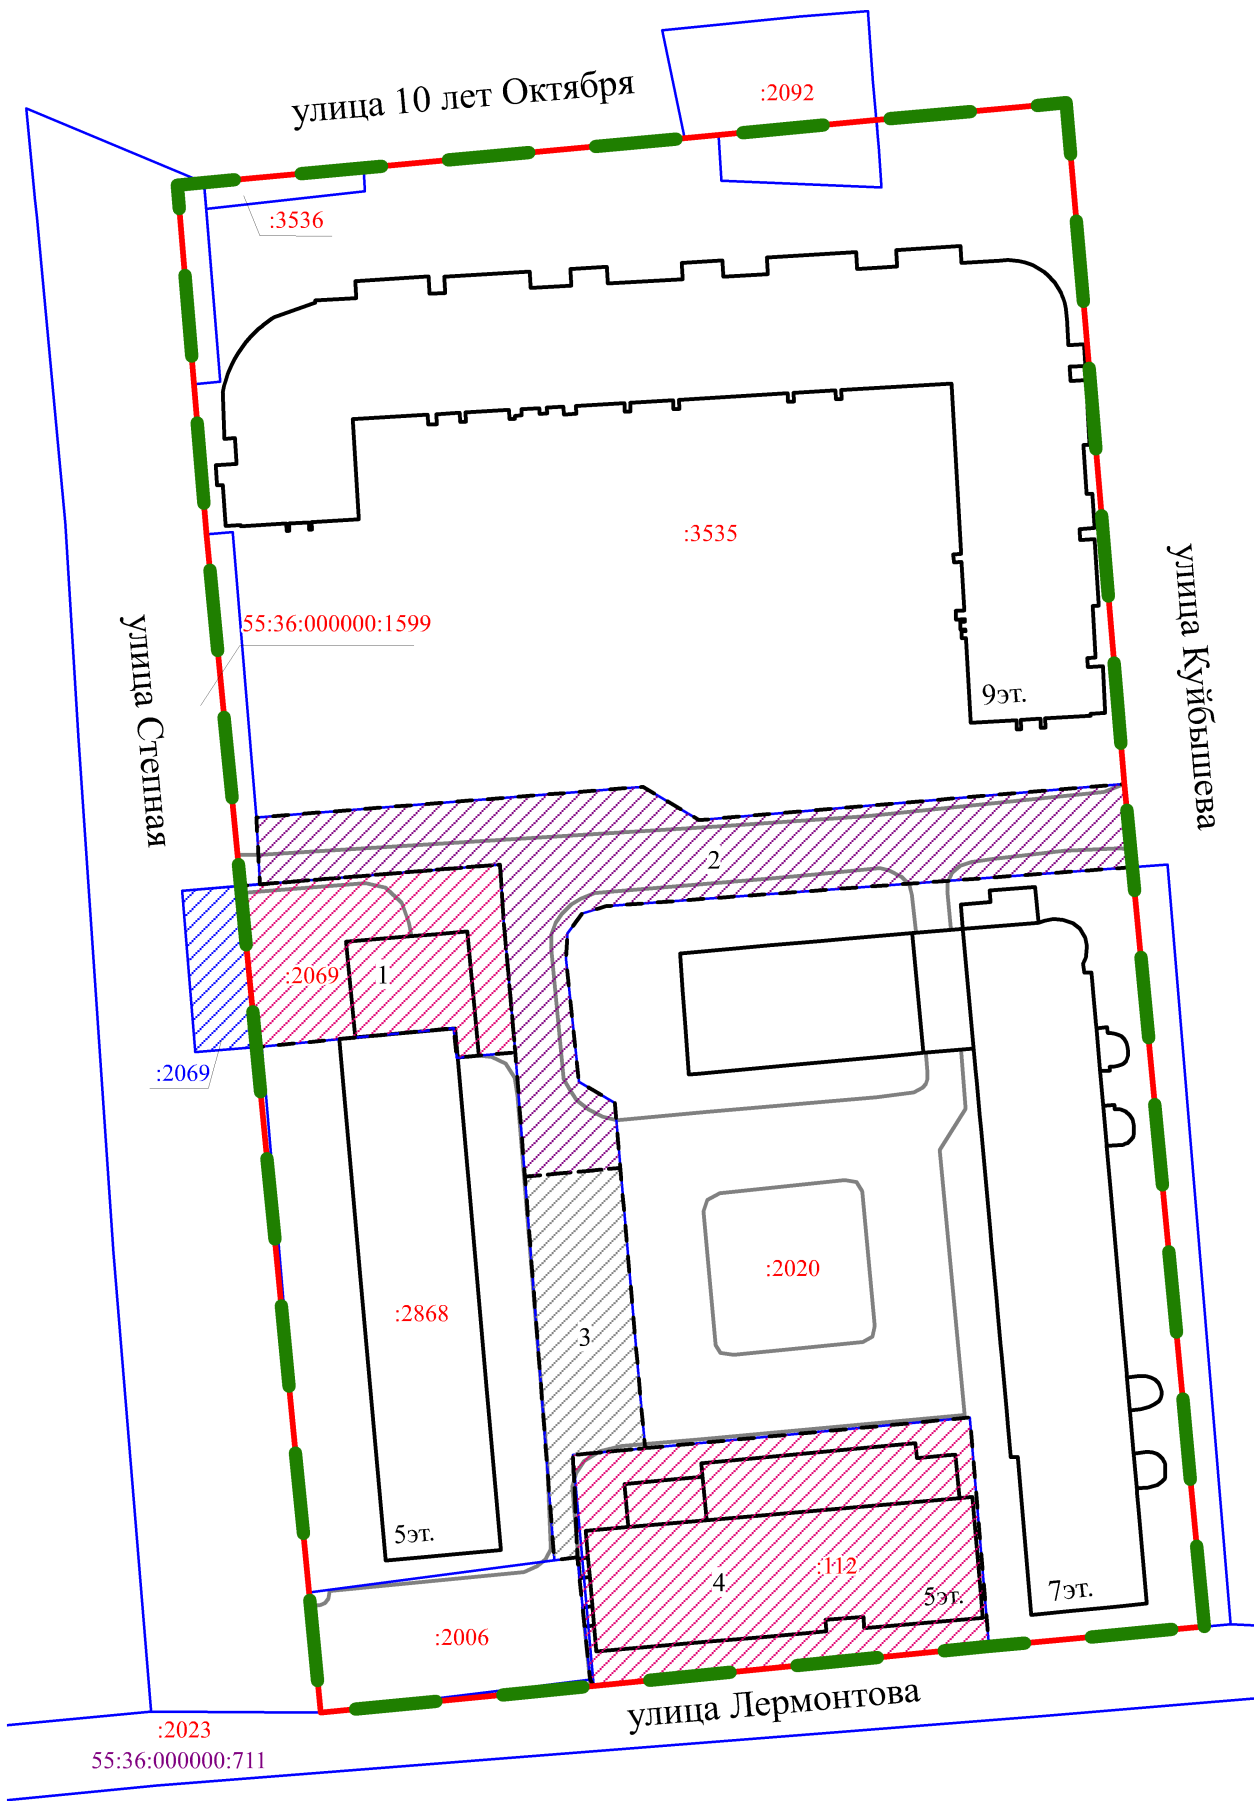 улица 10 лет Октября
:2092
:3536
:3535
улица Степная
55:36:000000:1599
улица Куйбышева
9эт.
2
:2069
1
:2069
:2020
:2868
3
5эт.
4
:112
5эт.
7эт.
:2006
улица Лермонтова
:2023
55:36:000000:711